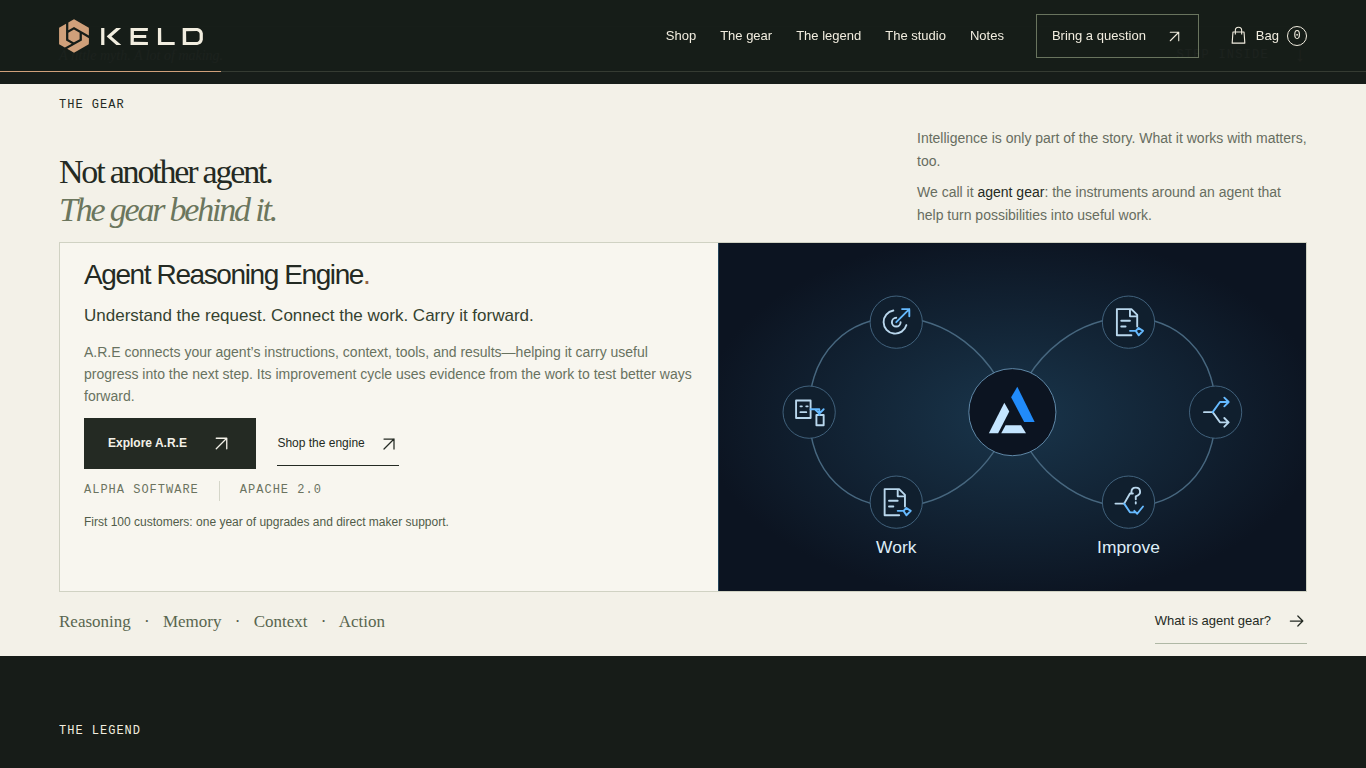 KELD
Shop
The gear
The legend
The studio
Notes
Bring a question
Bag
0
THE GEAR
Not another agent.
The gear behind it.
Intelligence is only part of the story. What it works with matters,
too.
We call it agent gear: the instruments around an agent that
help turn possibilities into useful work.
Agent Reasoning Engine.
Understand the request. Connect the work. Carry it forward.
A.R.E connects your agent’s instructions, context, tools, and results—helping it carry useful
progress into the next step. Its improvement cycle uses evidence from the work to test better ways
forward.
Explore A.R.E
Shop the engine
ALPHA SOFTWARE
APACHE 2.0
First 100 customers: one year of upgrades and direct maker support.
Work
Improve
Reasoning · Memory · Context · Action
What is agent gear?
THE LEGEND